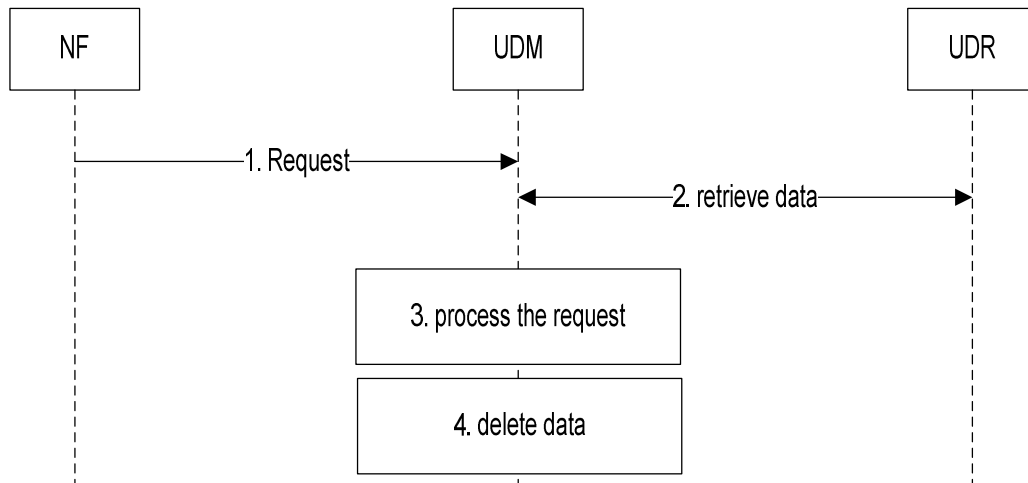 NF
UDM
UDR
1. Request
2. retrieve data
3. process the request
4. delete data